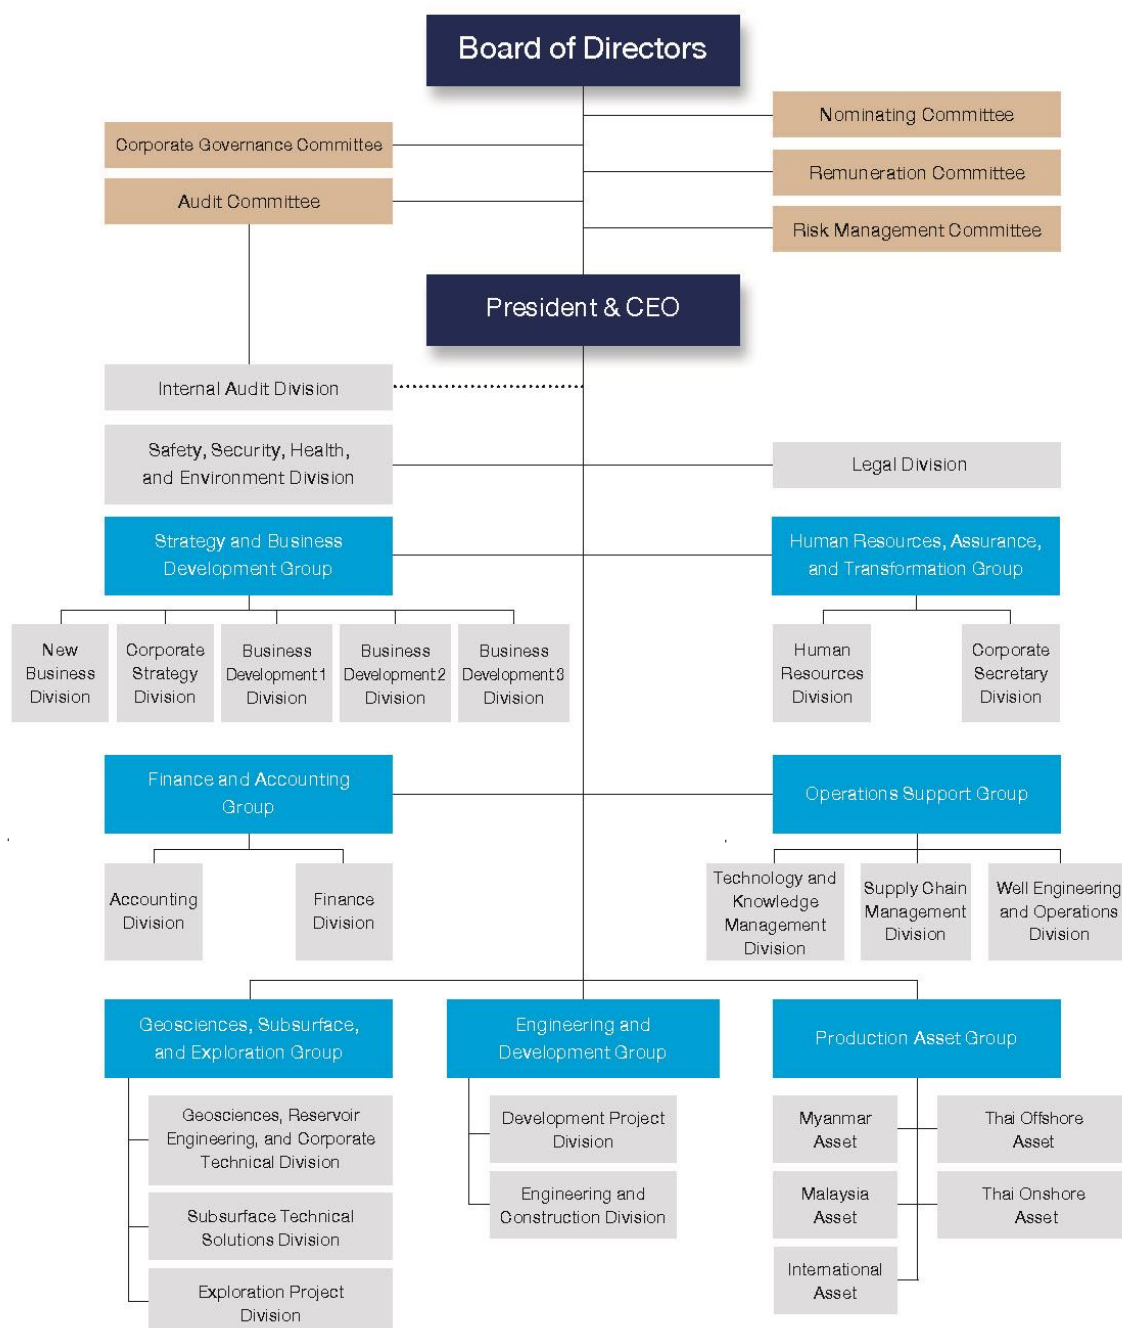 Board of Directors
Nominating Committee
Corporate Governance Committee
Remuneration Committee
Audit Committee
Risk Management Committee
President & CEO
Internal Audit Division
Safety, Security, Health,
and Environment Division
Legal Division
Strategy and Business
Development Group
Human Resources, Assurance,
and Transformation Group
New
Business
Division
Corporate
Strategy
Division
Business
Development 1
Division
Business
Development 2
Division
Business
Development 3
Division
Human
Resources
Division
Corporate
Secretary
Division
Finance and Accounting
Group
Operations Support Group
Accounting
Division
Finance
Division
Technology and
Knowledge
Management
Division
Supply Chain
Management
Division
Well Engineering
and Operations
Division
Geosciences, Subsurface,
and Exploration Group
Engineering and
Development Group
Production Asset Group
Geosciences, Reservoir
Engineering, and Corporate
Technical Division
Subsurface Technical
Solutions Division
Exploration Project
Division
Development Project
Division
Engineering and
Construction Division
Myanmar
Asset
Thai Offshore
Asset
Malaysia
Asset
Thai Onshore
Asset
International
Asset